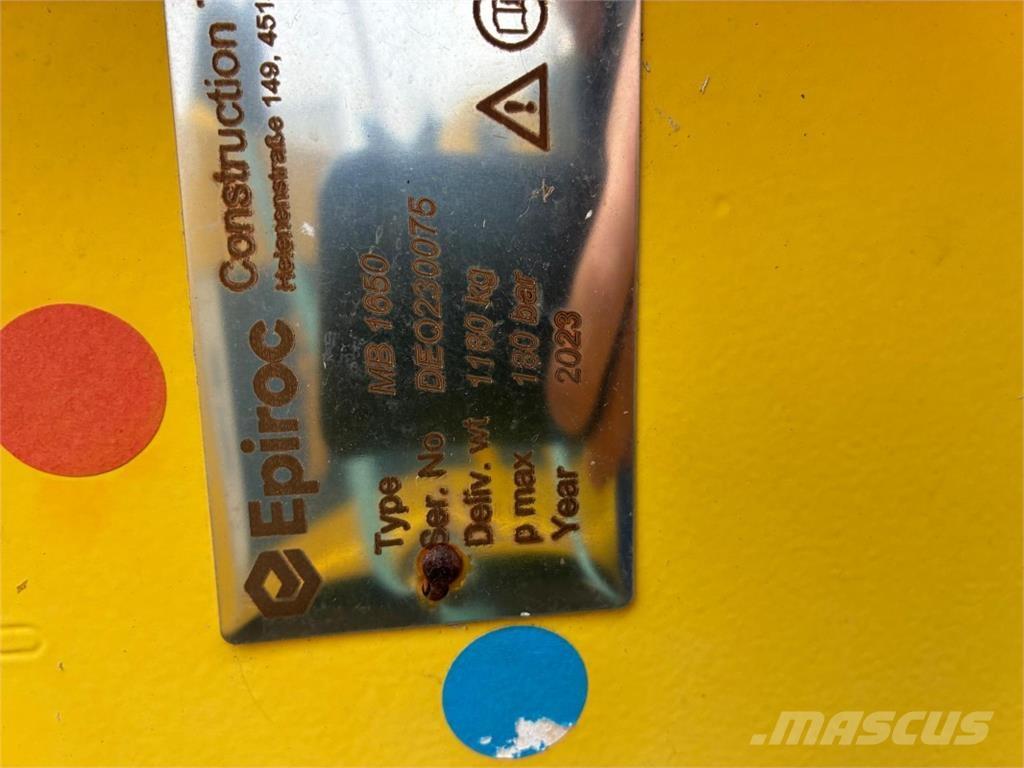 Epiroc
Construction
Helenenstraße 149, 451
Type MB 1650
Ser. No DEQ230075
Deliv. wt 1180 kg
p max 180 bar
Year 2023
MASCUS